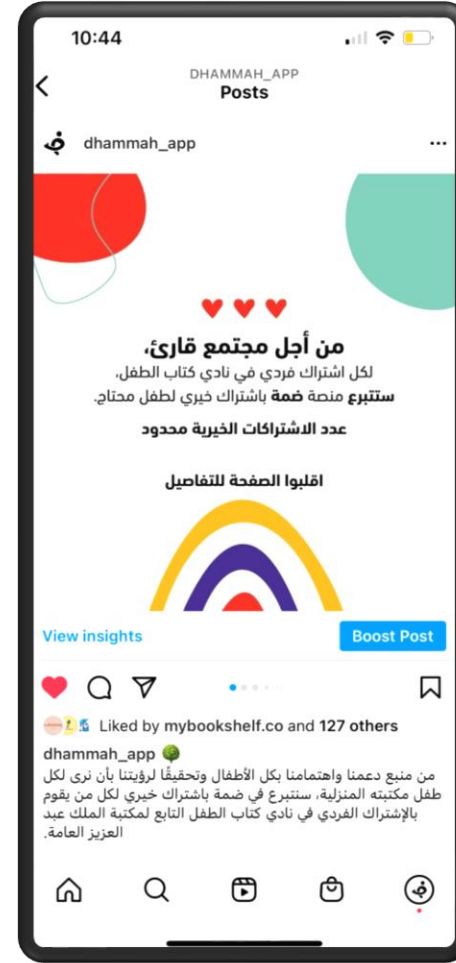 10:44
DHAMMAH_APP
Posts
dhammah_app
من أجل مجتمع قارئ،
لكل اشتراك فردي في نادي كتاب الطفل،
ستتبرع منصة ضمة باشتراك خيري لطفل محتاج.
عدد الاشتراكات الخيرية محدود
اقلبوا الصفحة للتفاصيل
View insights
Boost Post
Liked by mybookshelf.co and 127 others
dhammah_app
من منبع دعمنا واهتمامنا بكل الأطفال وتحقيقًا لرؤيتنا بأن نرى لكل
طفل مكتبته المنزلية، سنتبرع في ضمة باشتراك خيري لكل من يقوم
بالإشتراك الفردي في نادي كتاب الطفل التابع لمكتبة الملك عبد
العزيز العامة.